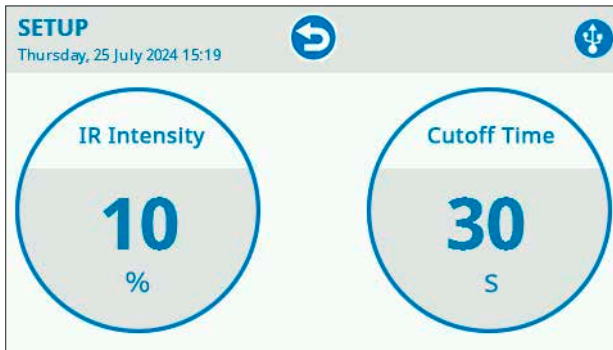 SETUP
Thursday, 25 July 2024 15:19
IR Intensity
10
%
Cutoff Time
30
S